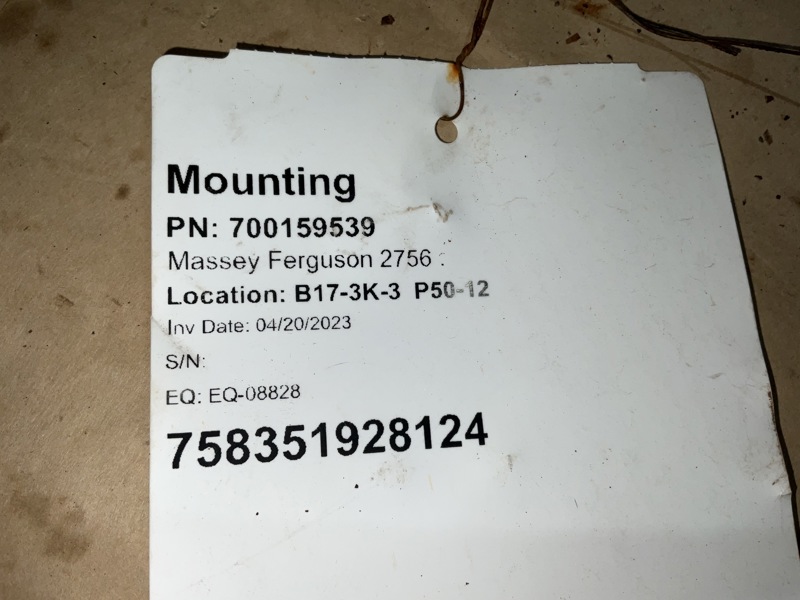 Mounting
PN: 700159539
Massey Ferguson 2756 :
Location: B17-3K-3 P50-12
Inv Date: 04/20/2023
S/N:
EQ: EQ-08828
758351928124